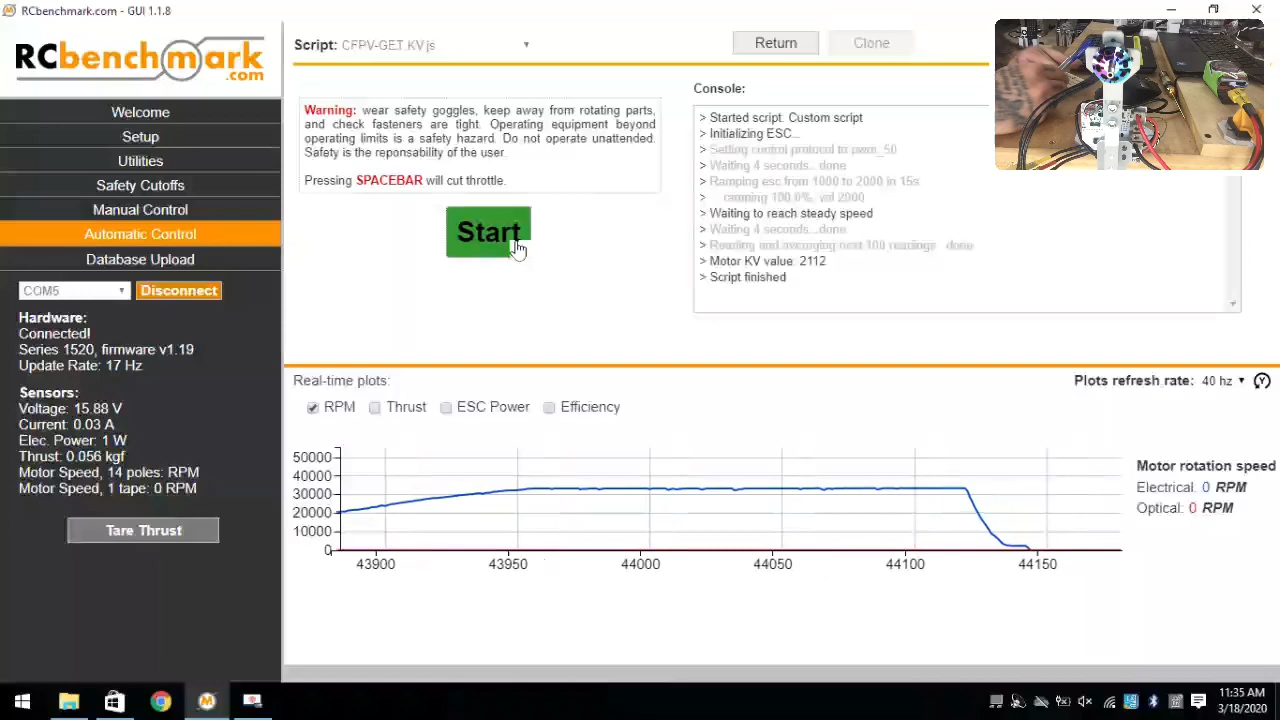 RCbenchmark.com - GUI 1.1.8
RCbenchmark
.com
Welcome
Setup
Utilities
Safety Cutoffs
Manual Control
Automatic Control
Database Upload
COM5
Disconnect
Hardware:
Connected!
Series 1520, firmware v1.19
Update Rate: 17 Hz
Sensors:
Voltage: 15.88 V
Current: 0.03 A
Elec. Power: 1 W
Thrust: 0.056 kgf
Motor Speed, 14 poles: RPM
Motor Speed, 1 tape: 0 RPM
Tare Thrust
Script: CFPV-GET KV.js
Return
Clone
Warning: wear safety goggles, keep away from rotating parts,
and check fasteners are tight. Operating equipment beyond
operating limits is a safety hazard. Do not operate unattended.
Safety is the reponsability of the user.
Pressing SPACEBAR will cut throttle.
Start
Console:
> Started script. Custom script
> Initializing ESC...
> Setting control protocol to pwm_50
> Waiting 4 seconds...done
> Ramping esc from 1000 to 2000 in 15s
> ramping 100.0%, val 2000
> Waiting to reach steady speed
> Waiting 4 seconds...done
> Reading and averaging next 100 readings...done
> Motor KV value: 2112
> Script finished
Real-time plots:
Plots refresh rate: 40 hz
RPM
Thrust
ESC Power
Efficiency
50000
40000
30000
20000
10000
0
43900
43950
44000
44050
44100
44150
Motor rotation speed
Electrical: 0 RPM
Optical: 0 RPM
11:35 AM
3/18/2020